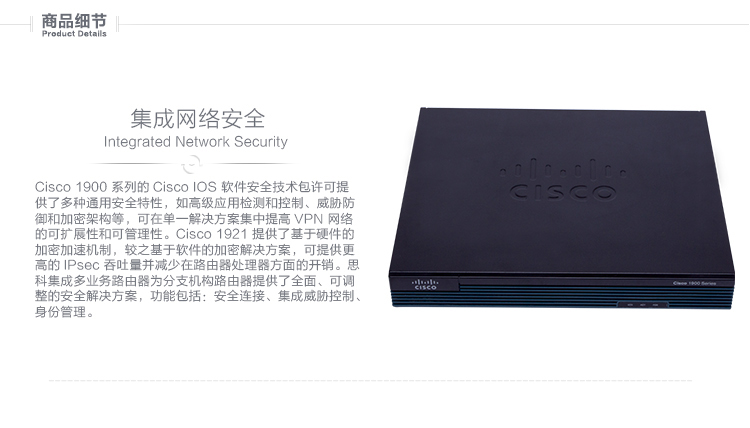 商品细节
Product Details
集成网络安全
Integrated Network Security
Cisco 1900 系列的 Cisco IOS 软件安全技术包许可提
供了多种通用安全特性，如高级应用检测和控制、威胁防
御和加密架构等，可在单一解决方案集中提高 VPN 网络
的可扩展性和可管理性。Cisco 1921 提供了基于硬件的
加密加速机制，较之基于软件的加密解决方案，可提供更
高的 IPsec 吞吐量并减少在路由器处理器方面的开销。思
科集成多业务路由器为分支机构路由器提供了全面、可调
整的安全解决方案，功能包括：安全连接、集成威胁控制、
身份管理。
CISCO
CISCO
Cisco 1900 Series